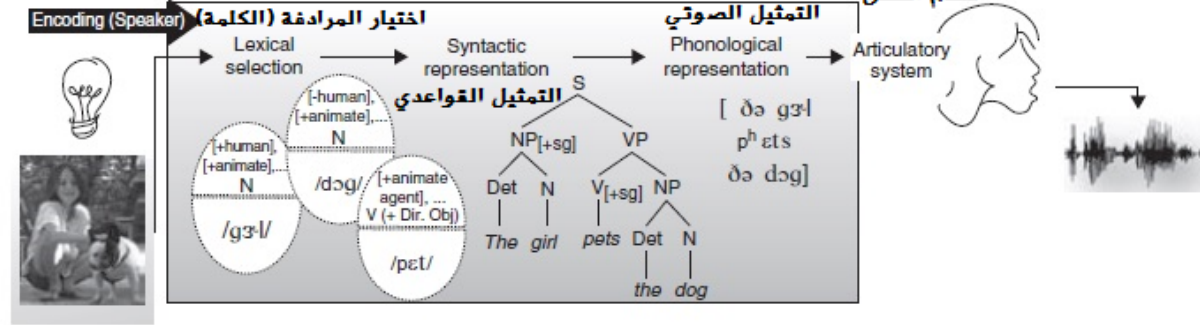 Encoding (Speaker)
اختيار المرادفة (الكلمة)
Lexical
selection
التمثيل القواعدي
Syntactic
representation
التمثيل الصوتي
Phonological
representation
Articulatory
system
[+human],
[+animate],...
N
/gɝl/
[-human],
[+animate],...
N
/dɔg/
[+animate
agent], ...
V (+ Dir. Obj)
/pɛt/
S
NP[+sg] VP
Det N V[+sg] NP
The girl pets Det N
the dog
[ ðə gɝl
pʰ ɛts
ðə dɔg]